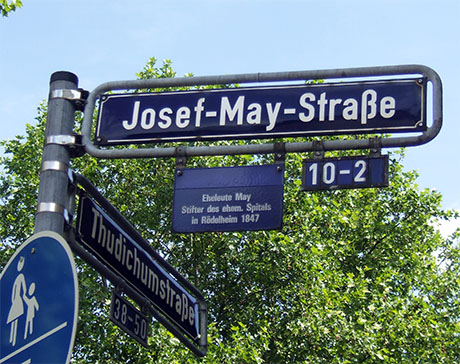 Josef-May-Straße
10-2
Eheleute May
Stifter des ehem. Spitals
in Rödelheim 1847
Thudichumstraße
38-50